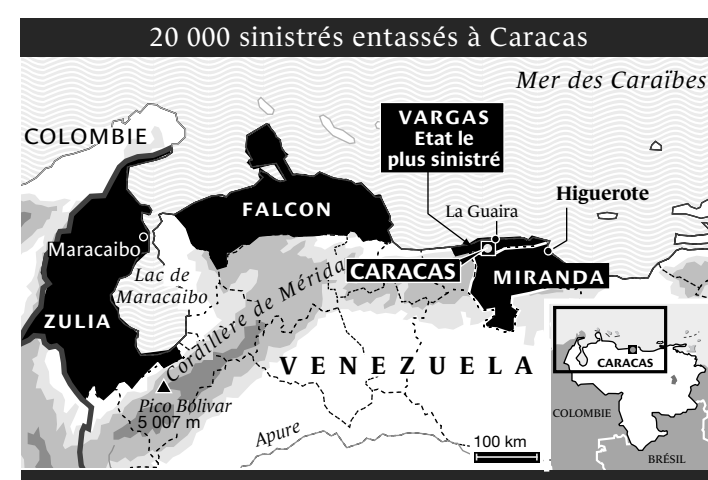 20 000 sinistrés entassés à Caracas
Mer des Caraïbes
COLOMBIE
VARGAS
Etat le
plus sinistré
FALCON
La Guaira
Higuerote
Maracaibo
Lac de
Maracaibo
CARACAS
MIRANDA
ZULIA
Cordillère de Mérida
VENEZUELA
Pico Bólivar
5 007 m
Apure
100 km
CARACAS
COLOMBIE
BRÉSIL